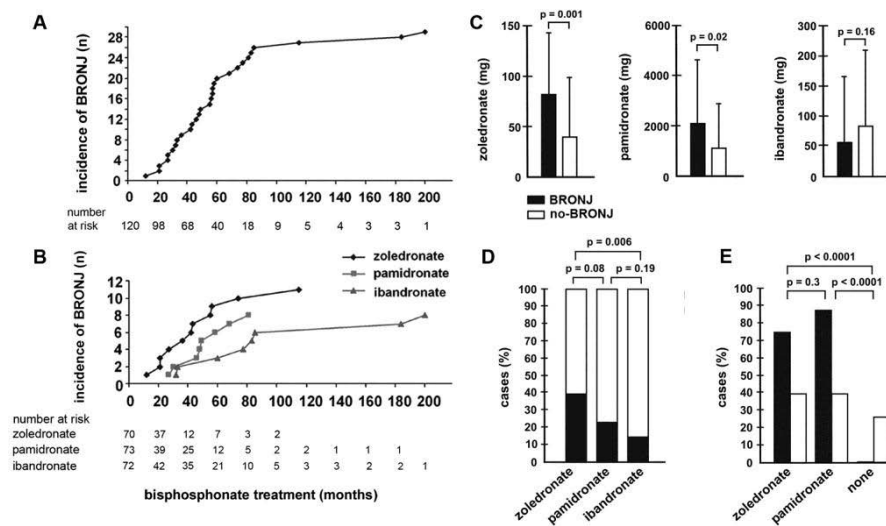 A
incidence of BRONJ (n)
28
24
20
16
12
8
4
0
0 20 40 60 80 100 120 140 160 180 200
number
at risk
120 98 68 40 18 9 5 4 3 3 1
B
incidence of BRONJ (n)
12
10
8
6
4
2
0
zoledronate
pamidronate
ibandronate
0 20 40 60 80 100 120 140 160 180 200
number at risk
zoledronate 70 37 12 7 3 2
pamidronate 73 39 25 12 5 2 2 1 1 1
ibandronate 72 42 35 21 10 5 3 3 2 2 1
bisphosphonate treatment (months)
C
zoledronate (mg)
150
100
50
0
p = 0.001
pamidronate (mg)
6000
4000
2000
0
p = 0.02
ibandronate (mg)
300
250
200
150
100
50
0
p = 0.16
BRONJ
no-BRONJ
D
p = 0.006
p = 0.08
p = 0.19
cases (%)
100
90
80
70
60
50
40
30
20
10
0
zoledronate
pamidronate
ibandronate
E
p < 0.0001
p = 0.3
p < 0.0001
cases (%)
100
90
80
70
60
50
40
30
20
10
0
zoledronate
pamidronate
none